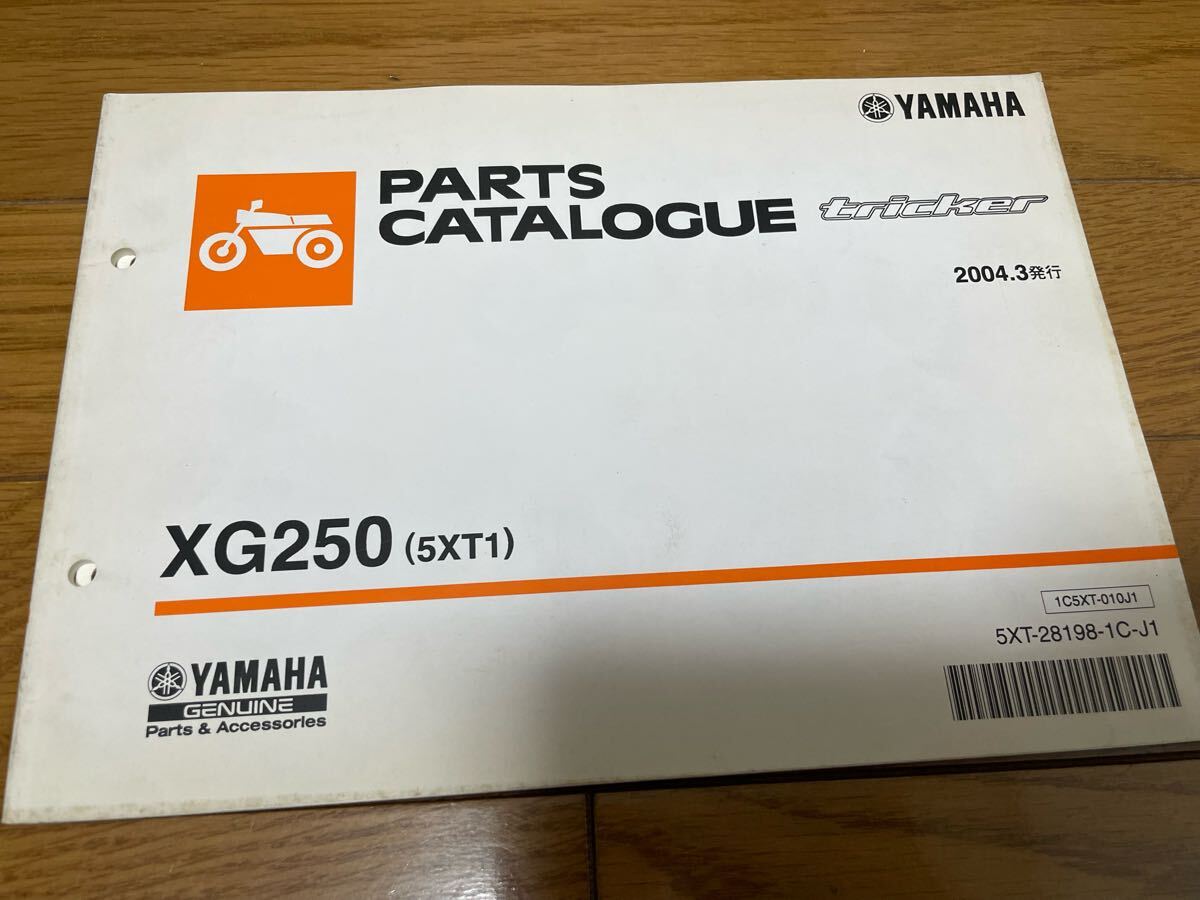 YAMAHA
PARTS
CATALOGUE
tricker
2004.3発行
XG250 (5XT1)
1C5XT-010J1
5XT-28198-1C-J1
YAMAHA
GENUINE
Parts & Accessories